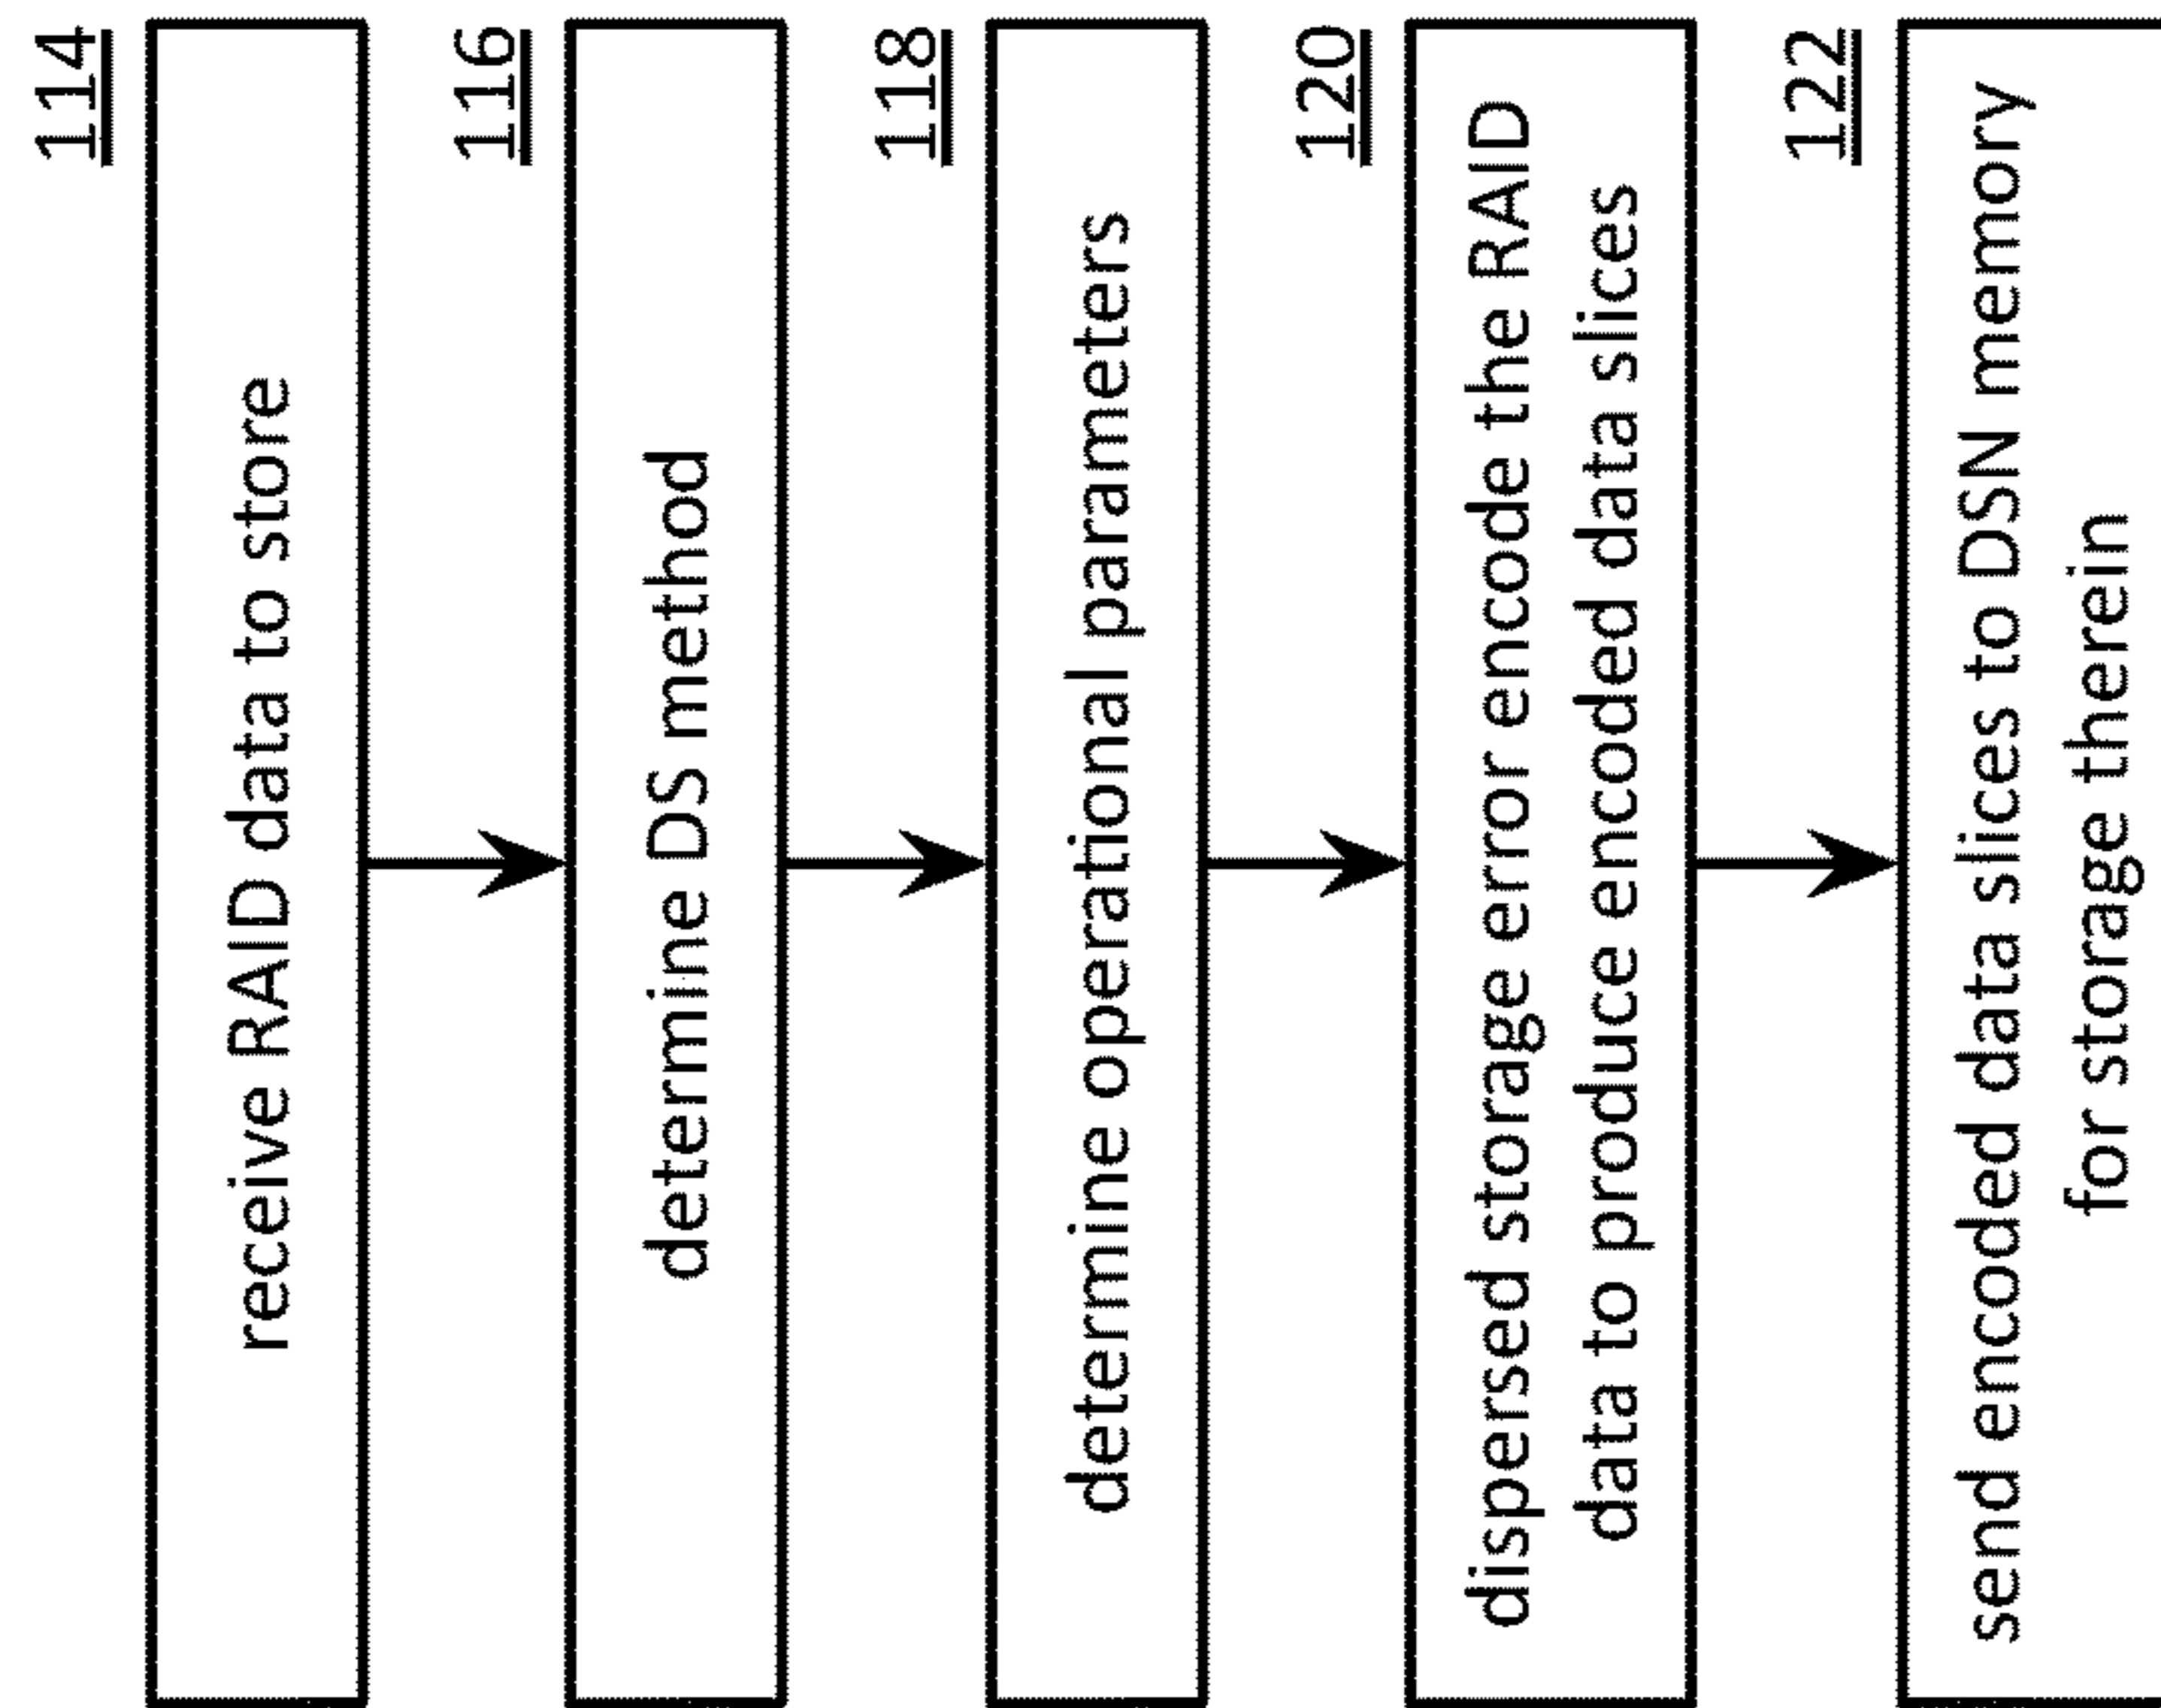 114
receive RAID data to store
116
determine DS method
118
determine operational parameters
120
dispersed storage error encode the RAID
data to produce encoded data slices
122
send encoded data slices to DSN memory
for storage therein